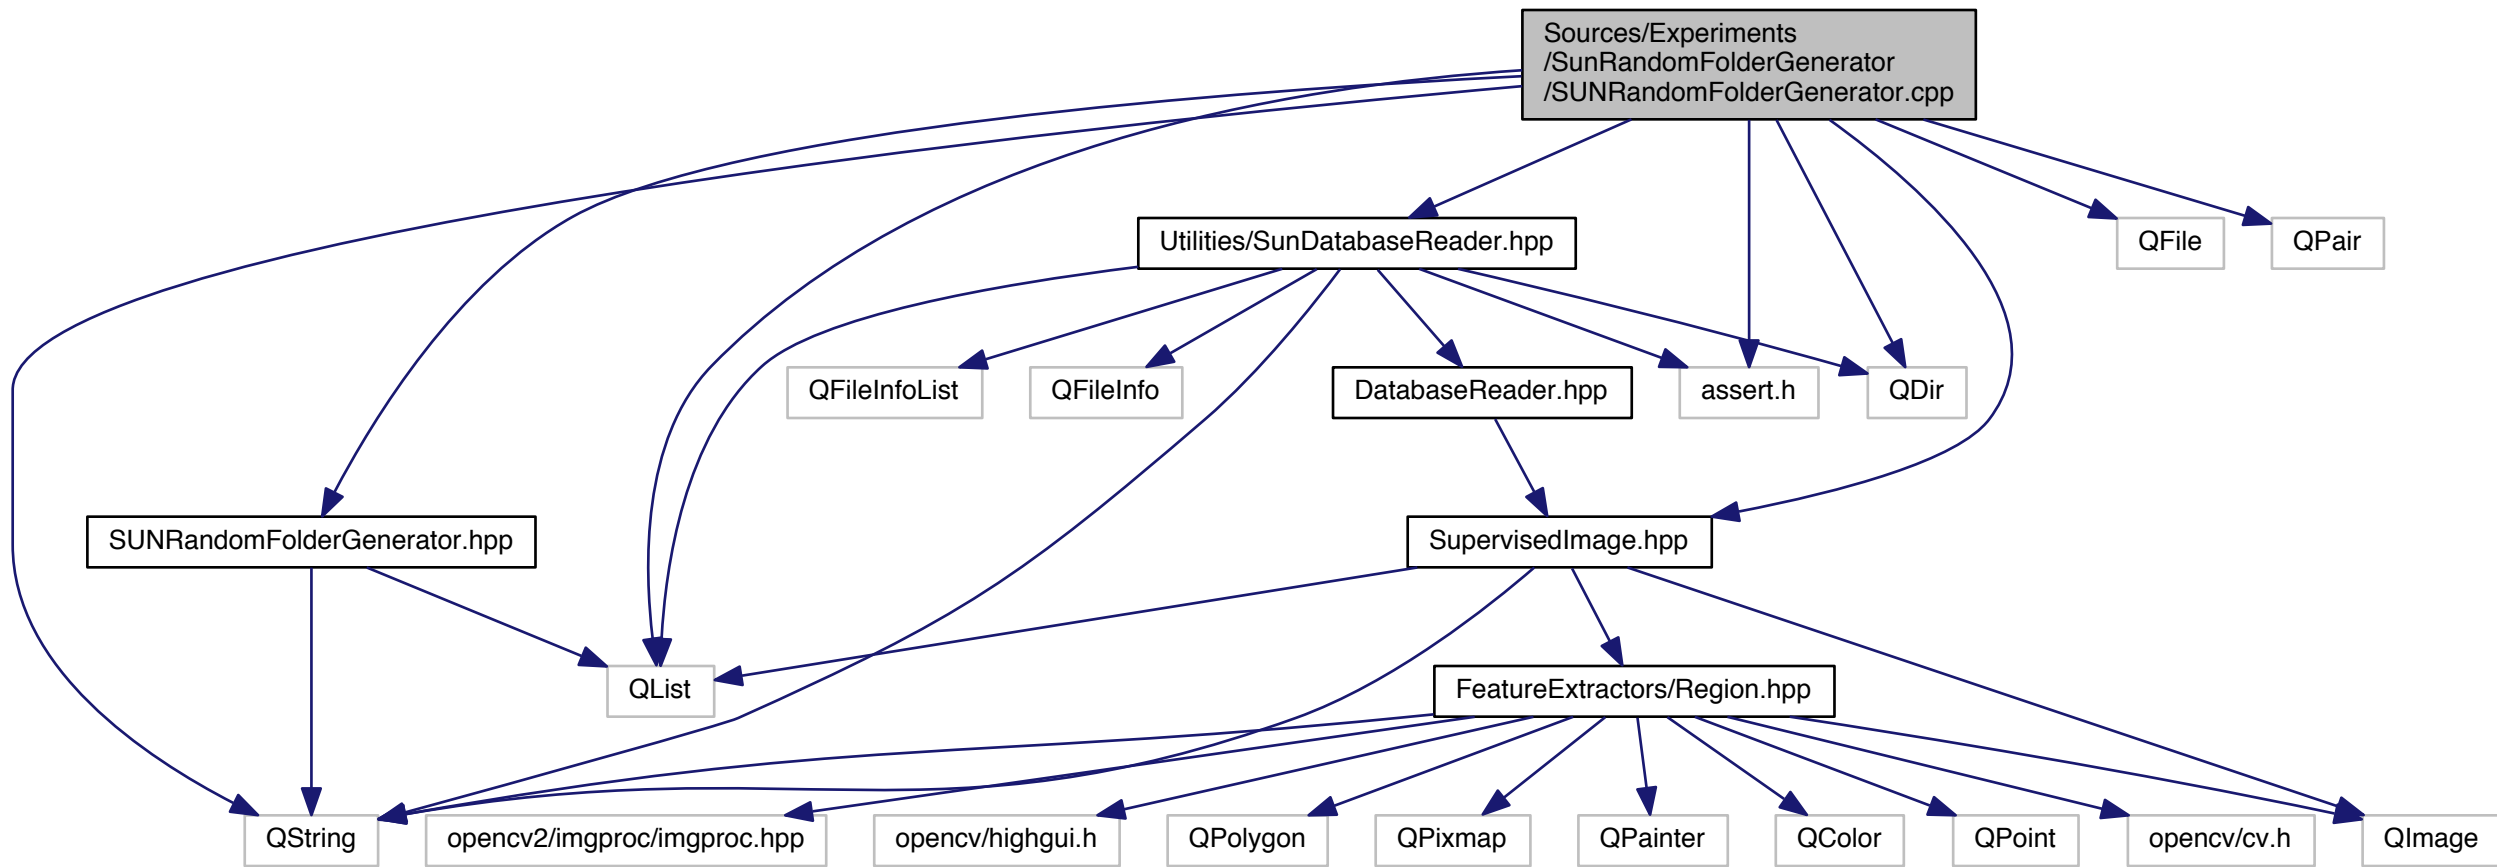 Sources/Experiments
/SunRandomFolderGenerator
/SUNRandomFolderGenerator.cpp
Utilities/SunDatabaseReader.hpp
QFile
QPair
QFileInfoList
QFileInfo
DatabaseReader.hpp
assert.h
QDir
SUNRandomFolderGenerator.hpp
SupervisedImage.hpp
QList
FeatureExtractors/Region.hpp
QString
opencv2/imgproc/imgproc.hpp
opencv/highgui.h
QPolygon
QPixmap
QPainter
QColor
QPoint
opencv/cv.h
QImage